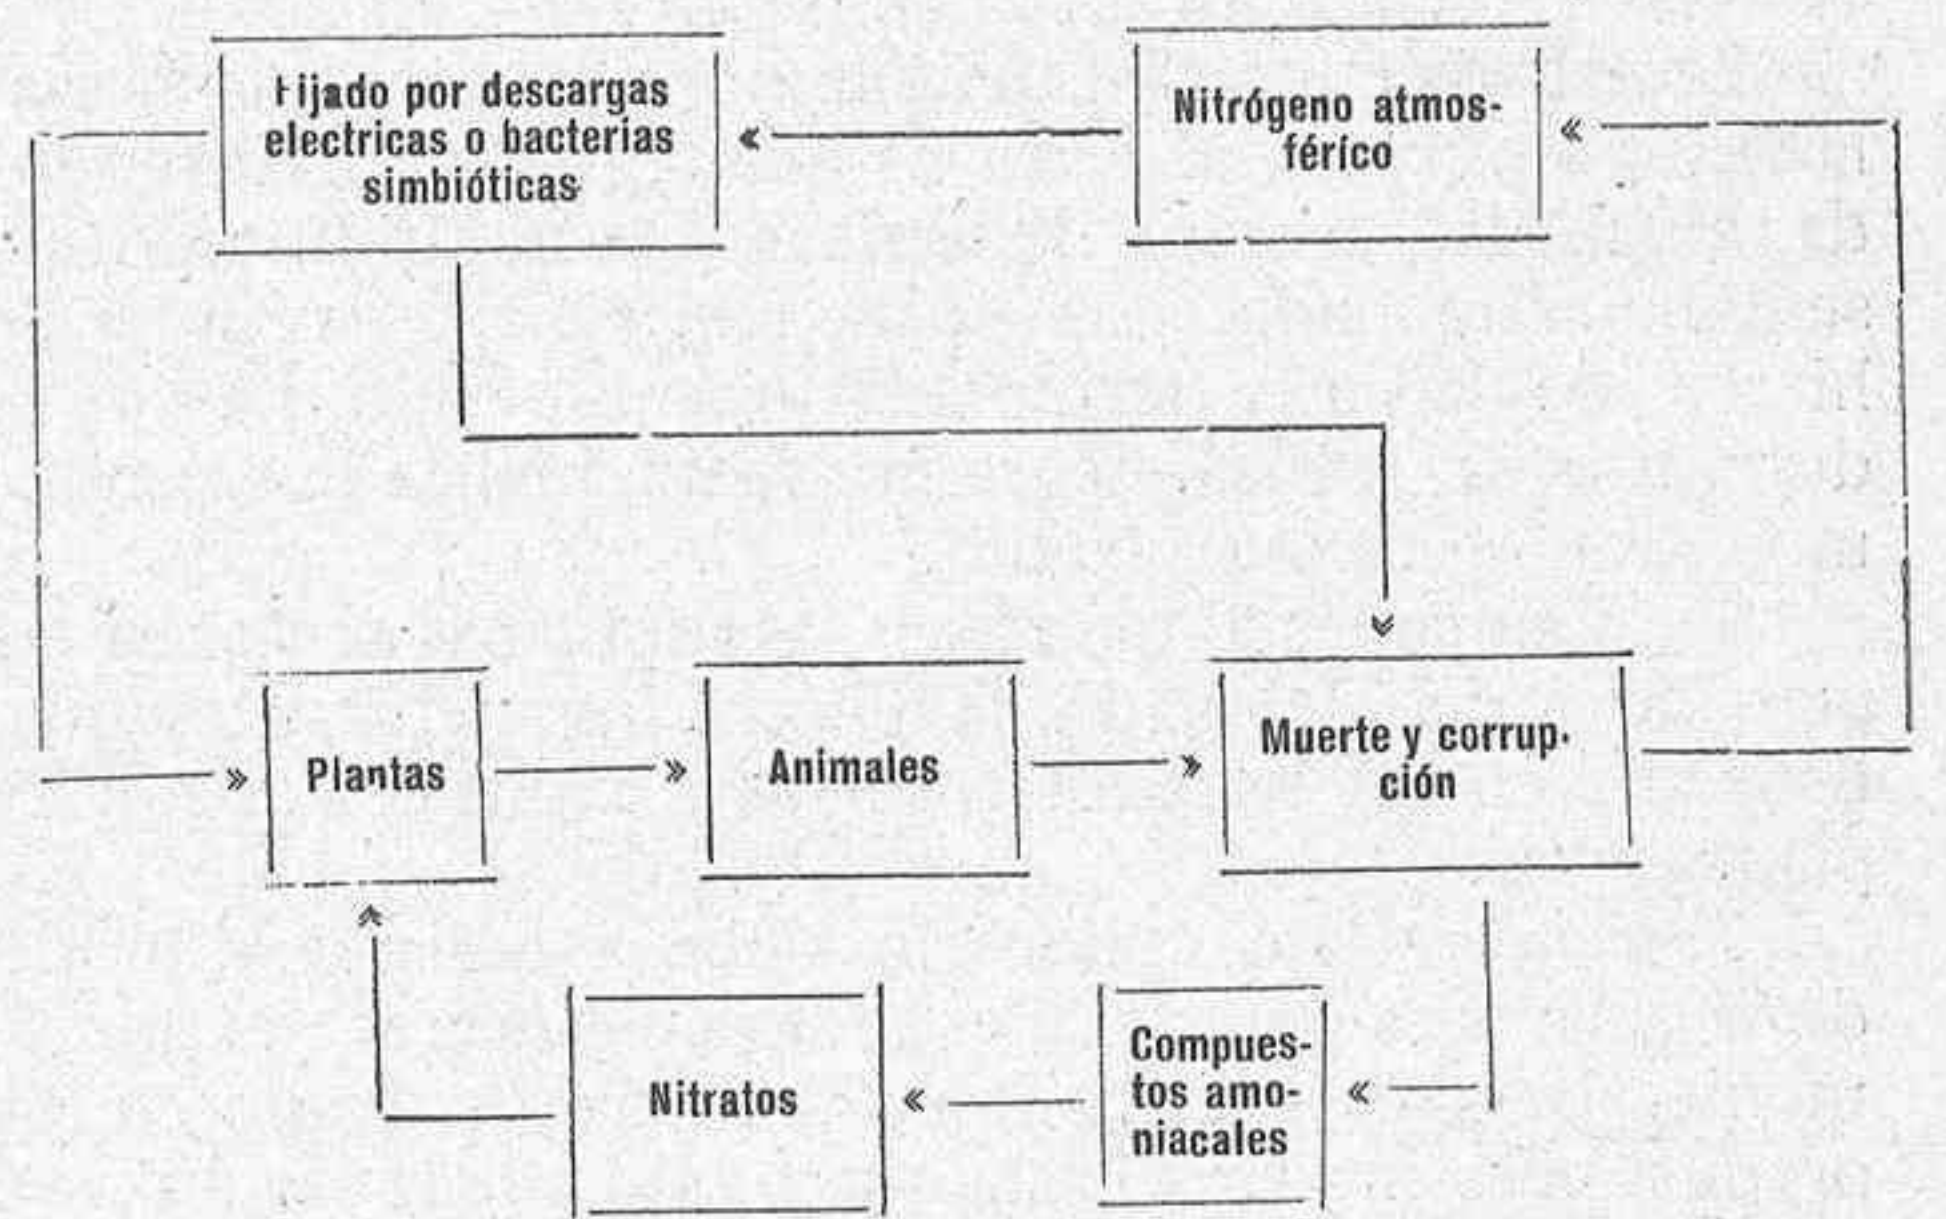 Fijado por descargas
electricas o bacterias
simbióticas
Nitrógeno atmos-
férico
Plantas
Animales
Muerte y corrup-
ción
Nitratos
Compues-
tos amo-
niacales